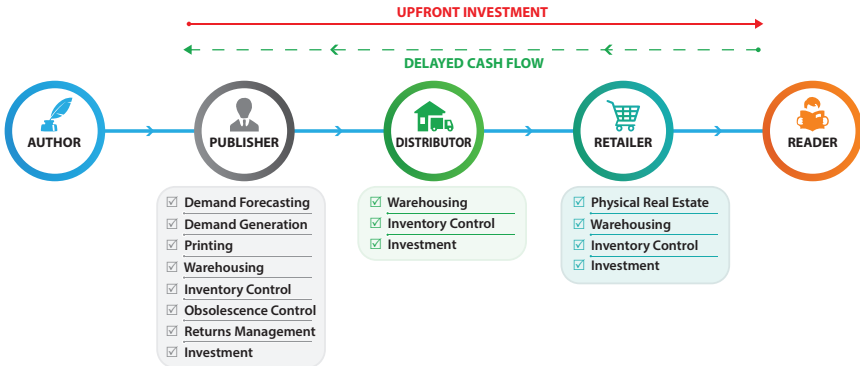 UPFRONT INVESTMENT
DELAYED CASH FLOW
AUTHOR
PUBLISHER
DISTRIBUTOR
RETAILER
READER
Demand Forecasting
Demand Generation
Printing
Warehousing
Inventory Control
Obsolescence Control
Returns Management
Investment
Warehousing
Inventory Control
Investment
Physical Real Estate
Warehousing
Inventory Control
Investment